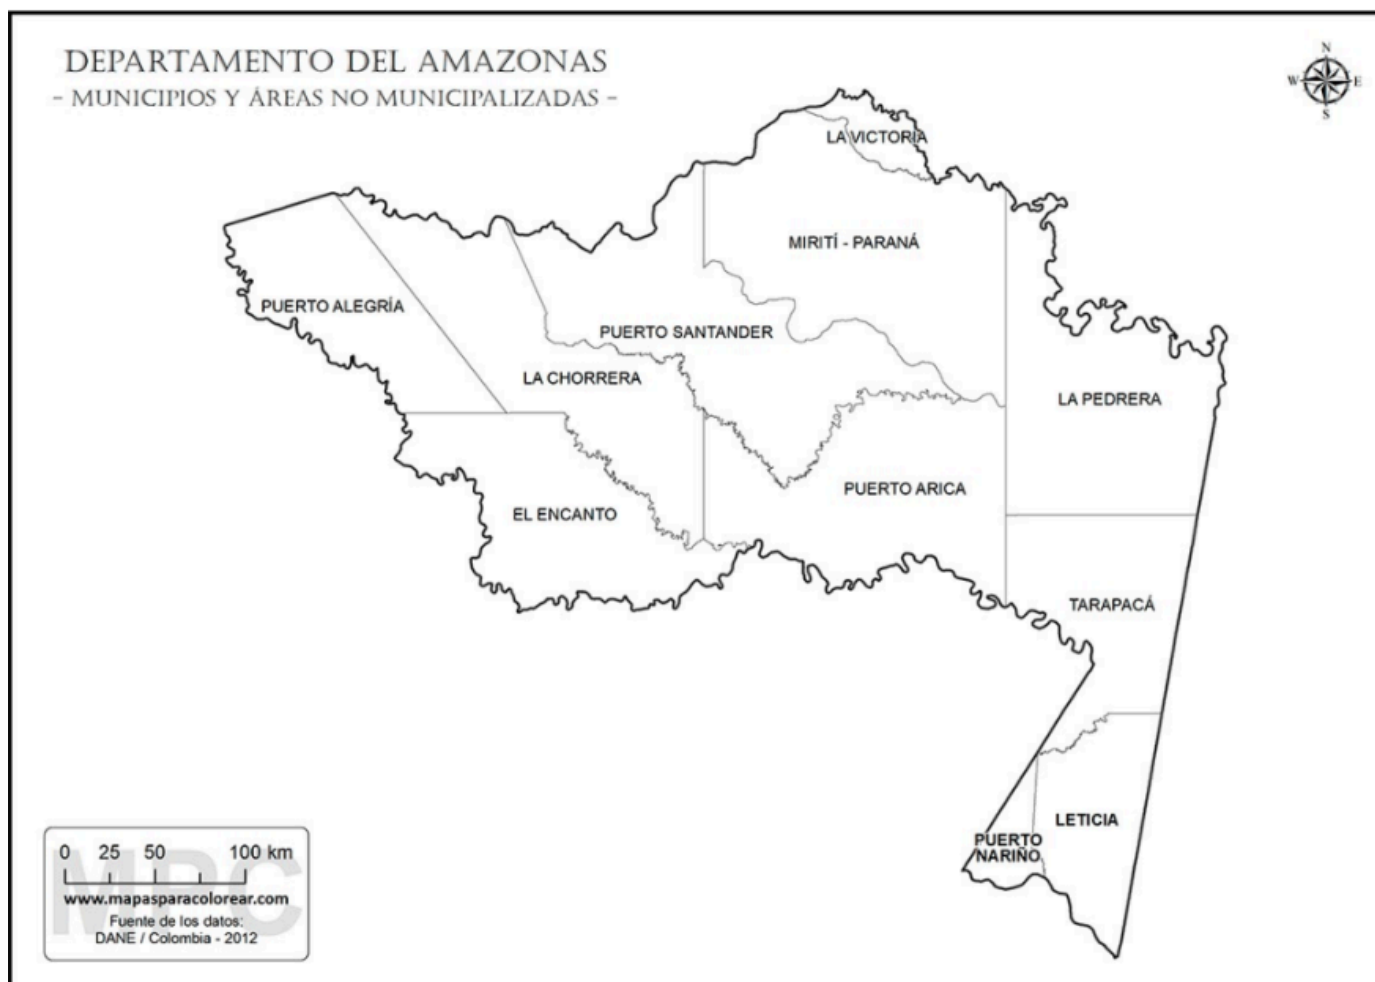 DEPARTAMENTO DEL AMAZONAS
- MUNICIPIOS Y ÁREAS NO MUNICIPALIZADAS -
N
W E
S
LA VICTORIA
MIRITÍ - PARANÁ
PUERTO ALEGRÍA
PUERTO SANTANDER
LA CHORRERA
LA PEDRERA
PUERTO ARICA
EL ENCANTO
TARAPACÁ
LETICIA
PUERTO
NARIÑO
0 25 50 100 km
MPC
www.mapasparacolorear.com
Fuente de los datos:
DANE / Colombia - 2012